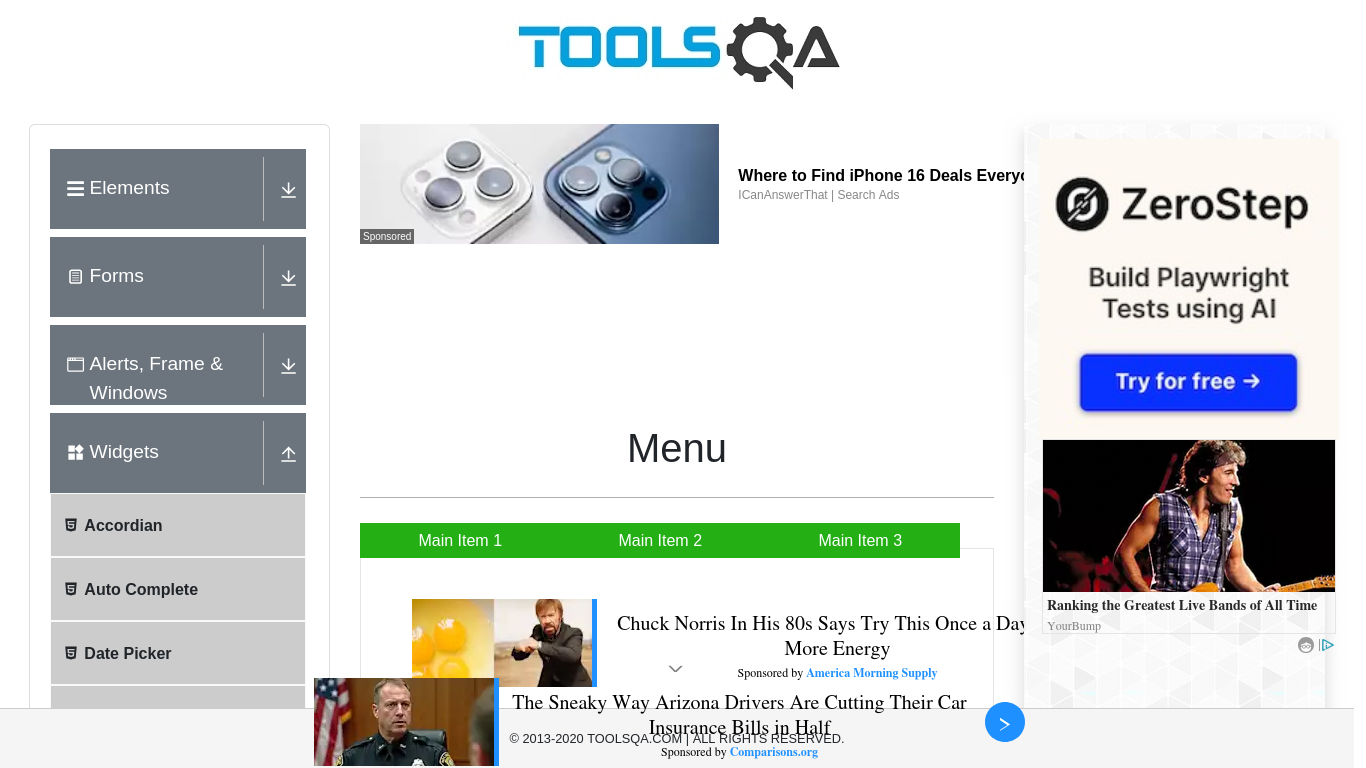 TOOLSQA
Elements
Forms
Alerts, Frame &
Windows
Widgets
Accordian
Auto Complete
Date Picker
Sponsored
Where to Find iPhone 16 Deals Everyo
ICanAnswerThat | Search Ads
Menu
Main Item 1
Main Item 2
Main Item 3
Chuck Norris In His 80s Says Try This Once a Day
More Energy
Sponsored by America Morning Supply
The Sneaky Way Arizona Drivers Are Cutting Their Car
Insurance Bills in Half
© 2013-2020 TOOLSQA.COM | ALL RIGHTS RESERVED.
Sponsored by Comparisons.org
ZeroStep
Build Playwright
Tests using AI
Try for free →
Ranking the Greatest Live Bands of All Time
YourBump